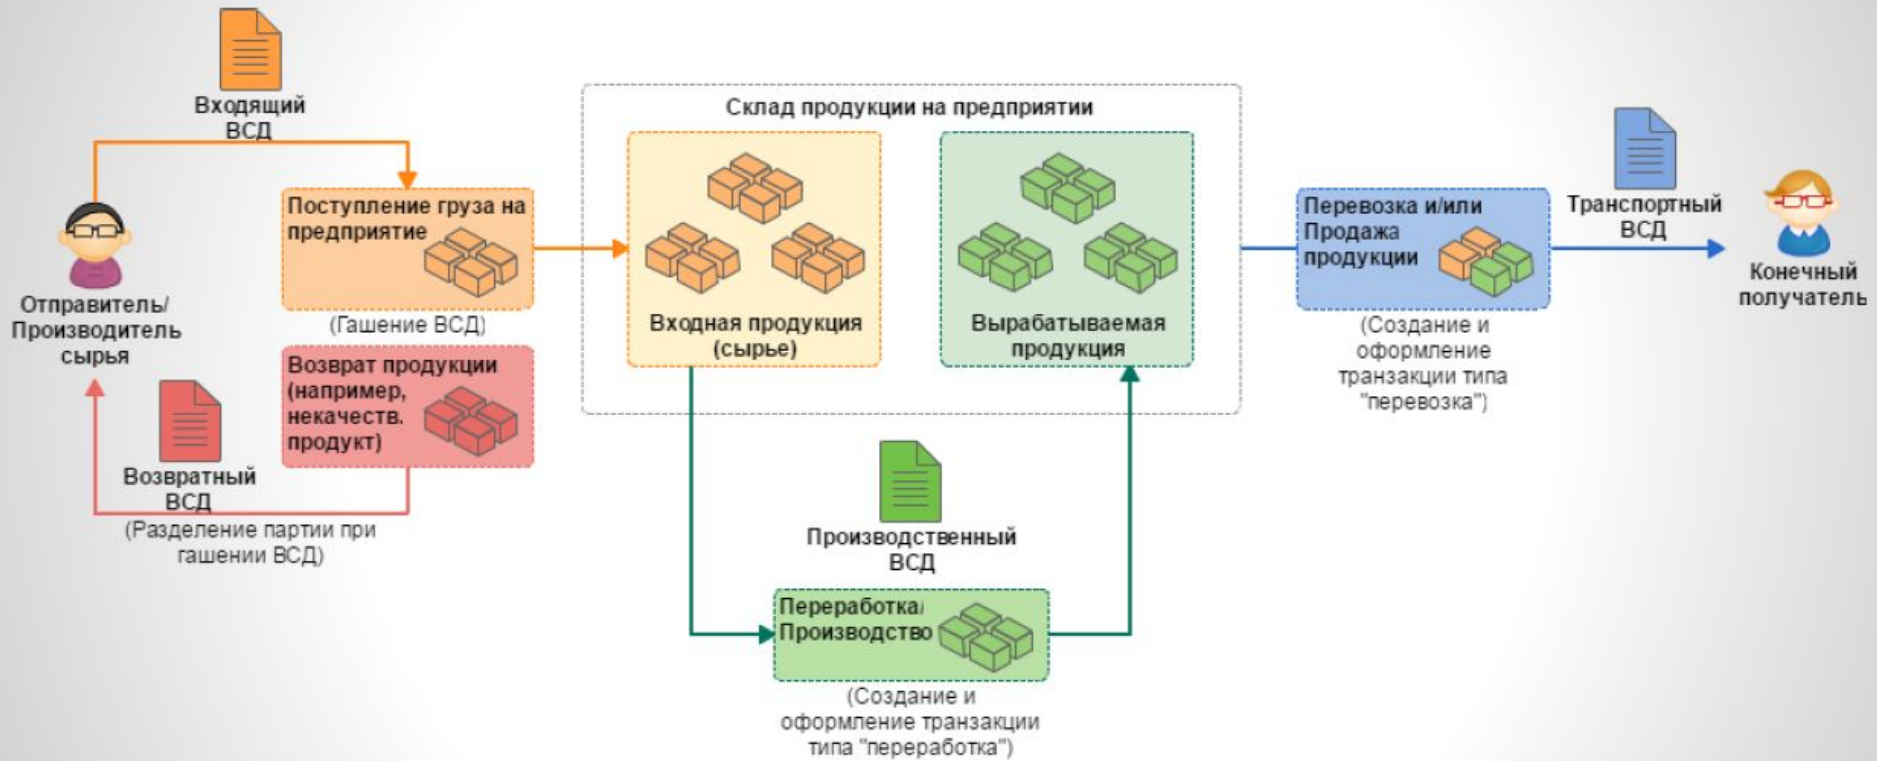 Входящий
ВСД
Отправитель/
Производитель
сырья
Поступление груза на
предприятие
(Гашение ВСД)
Возврат продукции
(например,
некачеств.
продукт)
Возвратный
ВСД
(Разделение партии при
гашении ВСД)
Склад продукции на предприятии
Входная продукция
(сырье)
Вырабатываемая
продукция
Производственный
ВСД
Переработка/
Производство
(Создание и
оформление транзакции
типа "переработка")
Перевозка и/или
Продажа
продукции
(Создание и
оформление
транзакции типа
"перевозка")
Транспортный
ВСД
Конечный
получатель